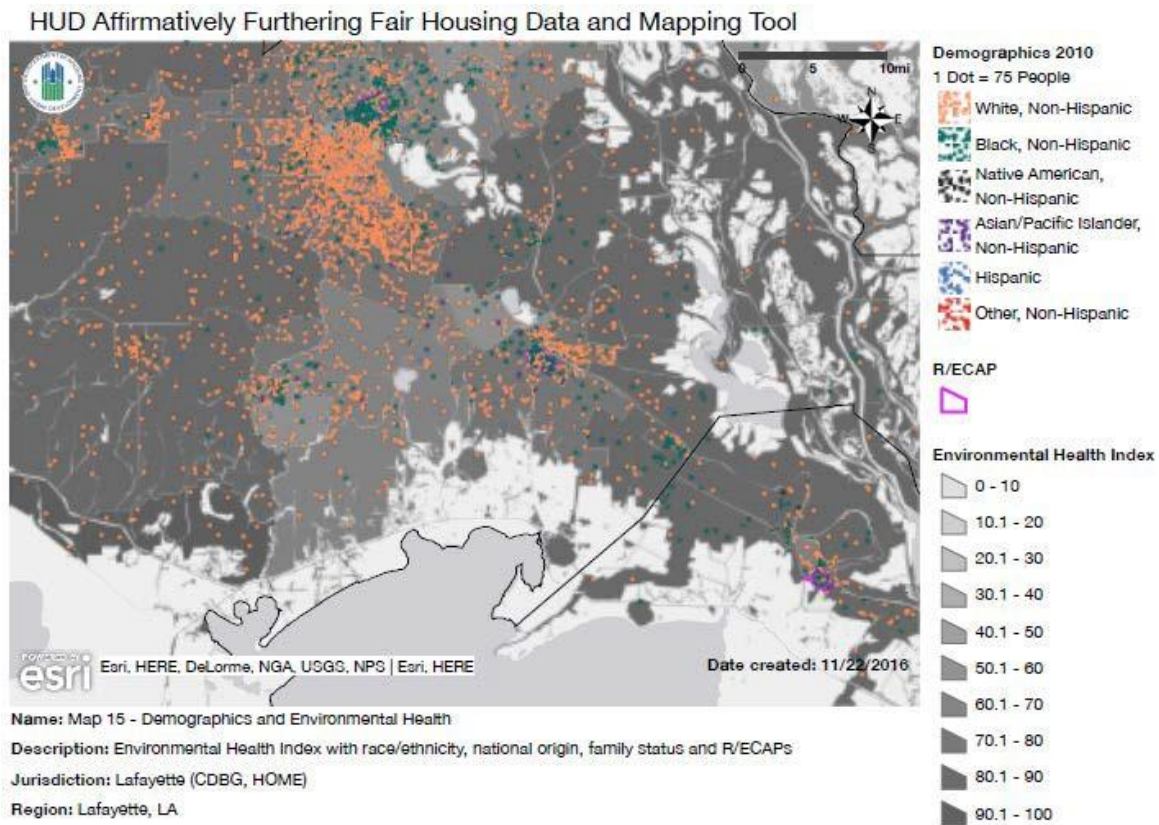 HUD Affirmatively Furthering Fair Housing Data and Mapping Tool
0 5 10mi
N
W E
S
Demographics 2010
1 Dot = 75 People
White, Non-Hispanic
Black, Non-Hispanic
Native American,
Non-Hispanic
Asian/Pacific Islander,
Non-Hispanic
Hispanic
Other, Non-Hispanic
R/ECAP
Environmental Health Index
0 - 10
10.1 - 20
20.1 - 30
30.1 - 40
40.1 - 50
50.1 - 60
60.1 - 70
70.1 - 80
80.1 - 90
90.1 - 100
POWERED BY
esri
Esri, HERE, DeLorme, NGA, USGS, NPS | Esri, HERE
Date created: 11/22/2016
Name: Map 15 - Demographics and Environmental Health
Description: Environmental Health Index with race/ethnicity, national origin, family status and R/ECAPs
Jurisdiction: Lafayette (CDBG, HOME)
Region: Lafayette, LA